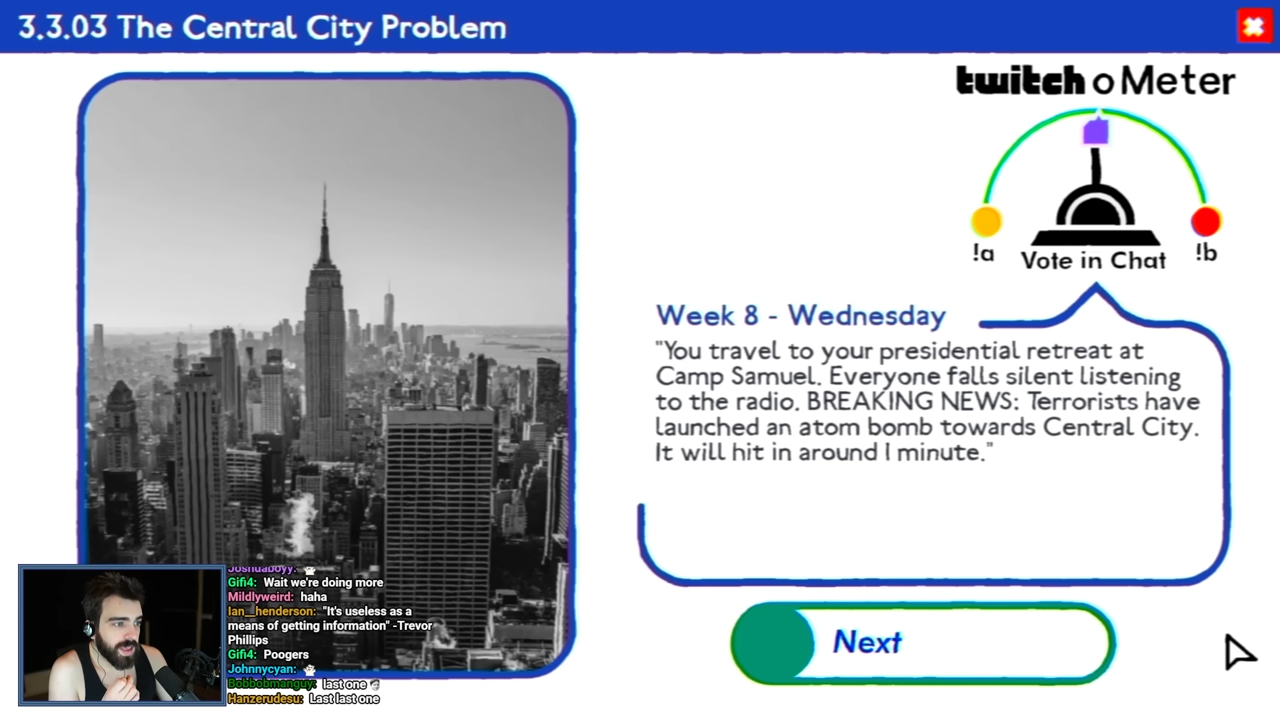 3.3.03 The Central City Problem
twitch o Meter
!a
Vote in Chat
!b
Week 8 - Wednesday
"You travel to your presidential retreat at
Camp Samuel. Everyone falls silent listening
to the radio. BREAKING NEWS: Terrorists have
launched an atom bomb towards Central City.
It will hit in around 1 minute."
Next
Joshuaboyy:
Gifi4: Wait we're doing more
Mildlyweird: haha
Ian__henderson: "It's useless as a
means of getting information" -Trevor
Phillips
Gifi4: Poogers
Johnnycyan:
Bobbobmanguy: last one
Hanzerudesu: Last last one